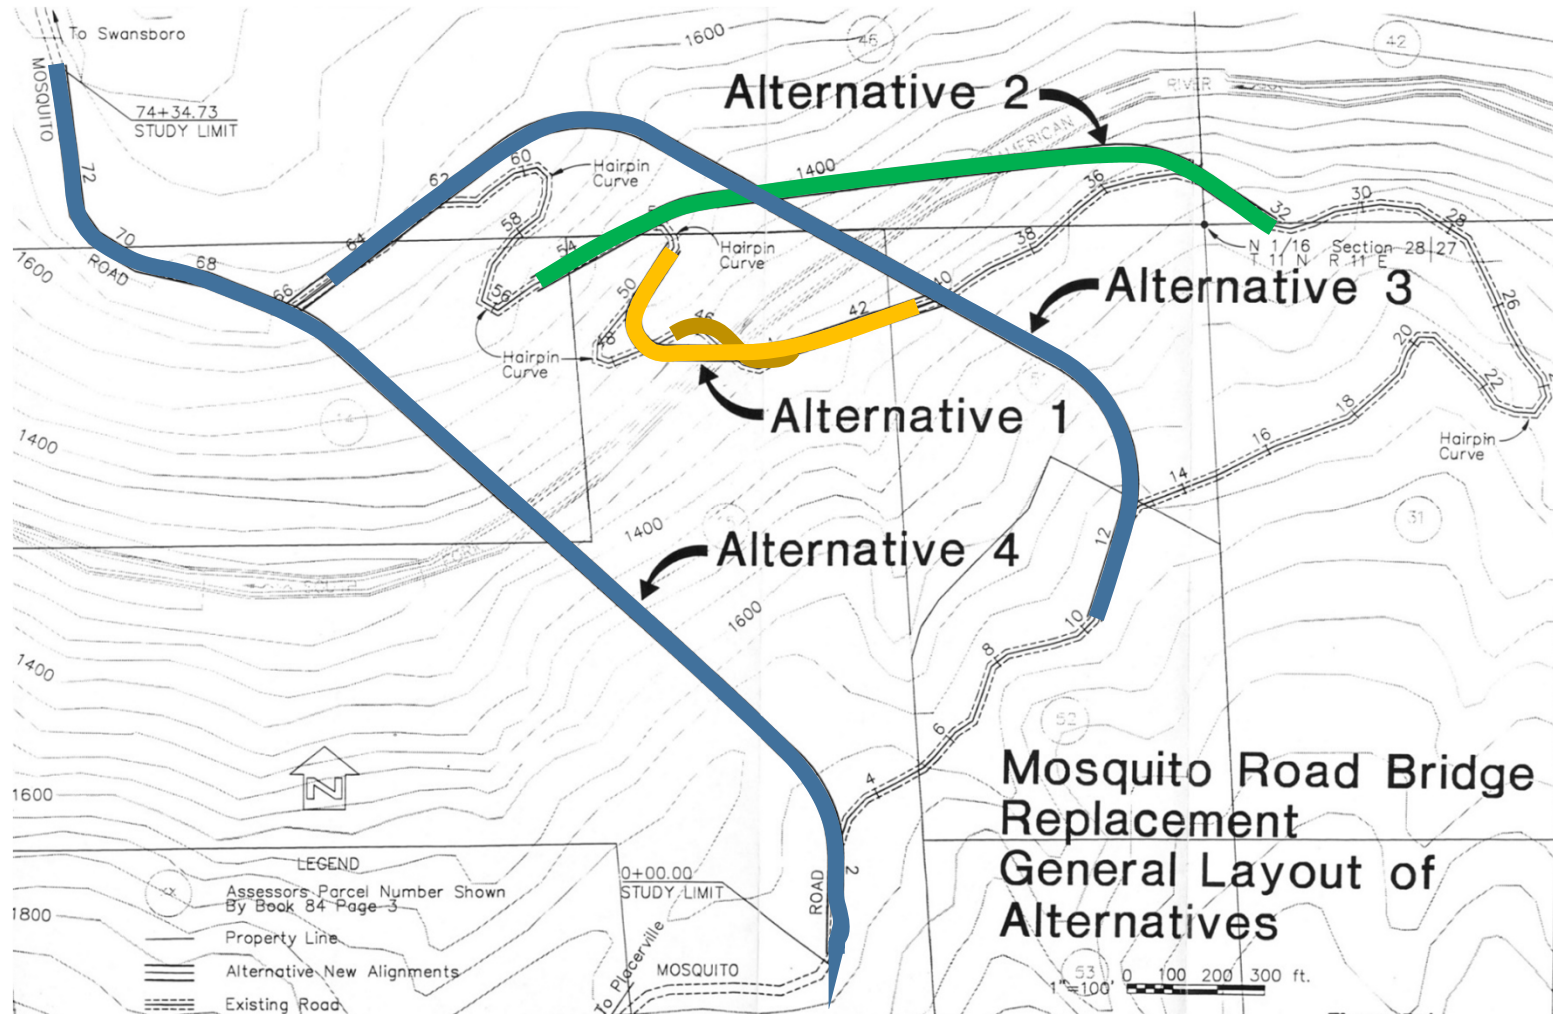 To Swansboro
MOSQUITO
74+34.73
STUDY LIMIT
72
70
ROAD
68
66
64
62
60
58
56
54
50
46
42
40
38
36
32
30
28
26
22
20
18
16
14
12
10
8
6
4
2
1600
45
42
RIVER
AMERICAN
Alternative 2
1400
Hairpin
Curve
Hairpin
Curve
Hairpin
Curve
Hairpin
Curve
N 1/16 Section 28|27
T.11 N R.11 E
Alternative 3
Alternative 1
Alternative 4
1600
1400
1400
1600
1400
1600
1800
31
52
53
FORK
SOUTH
N
Mosquito Road Bridge
Replacement
General Layout of
Alternatives
0 100 200 300 ft.
1"=100'
LEGEND
Assessors Parcel Number Shown
By Book 84 Page 3
Property Line
Alternative New Alignments
Existing Road
0+00.00
STUDY LIMIT
ROAD
MOSQUITO
To Placerville